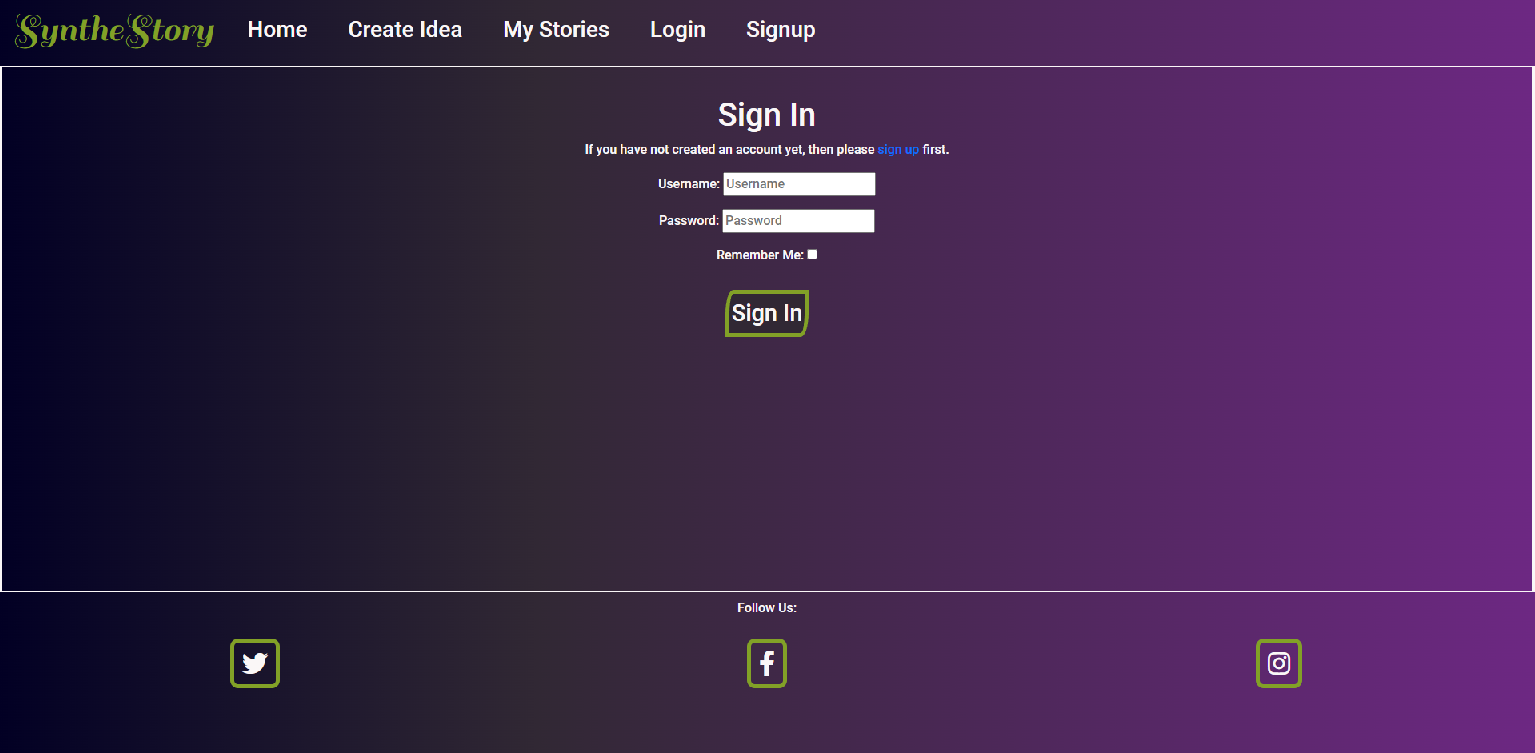 SyntheStory Home Create Idea My Stories Login Signup
Sign In
If you have not created an account yet, then please sign up first.
Username: Username
Password: Password
Remember Me:
Sign In
Follow Us: